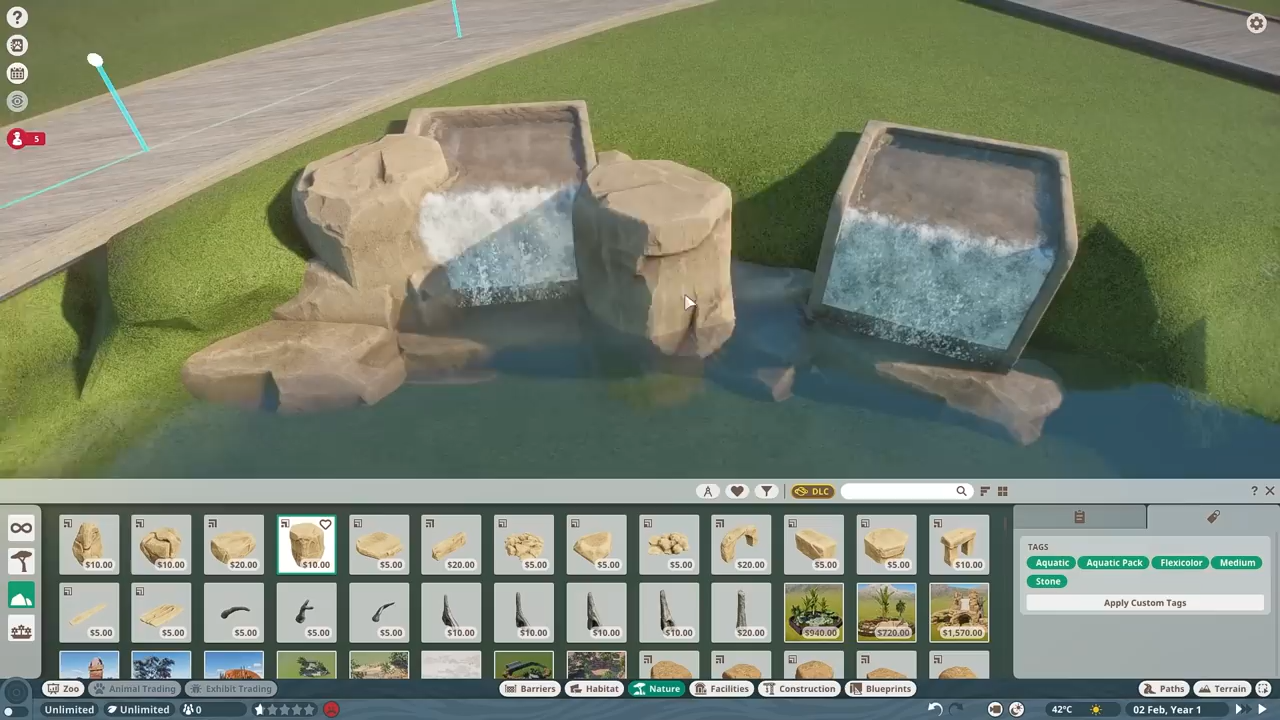 ?
5
DLC
? ×
$10.00 $10.00 $20.00 $10.00 $5.00 $20.00 $5.00 $5.00 $5.00 $20.00 $5.00 $5.00 $10.00
$5.00 $5.00 $5.00 $5.00 $5.00 $10.00 $10.00 $10.00 $10.00 $20.00 $940.00 $720.00 $1,570.00
TAGS
Aquatic Aquatic Pack Flexicolor Medium
Stone
Apply Custom Tags
Zoo Animal Trading Exhibit Trading Barriers Habitat Nature Facilities Construction Blueprints Paths Terrain
Unlimited Unlimited 0 42°C 02 Feb, Year 1